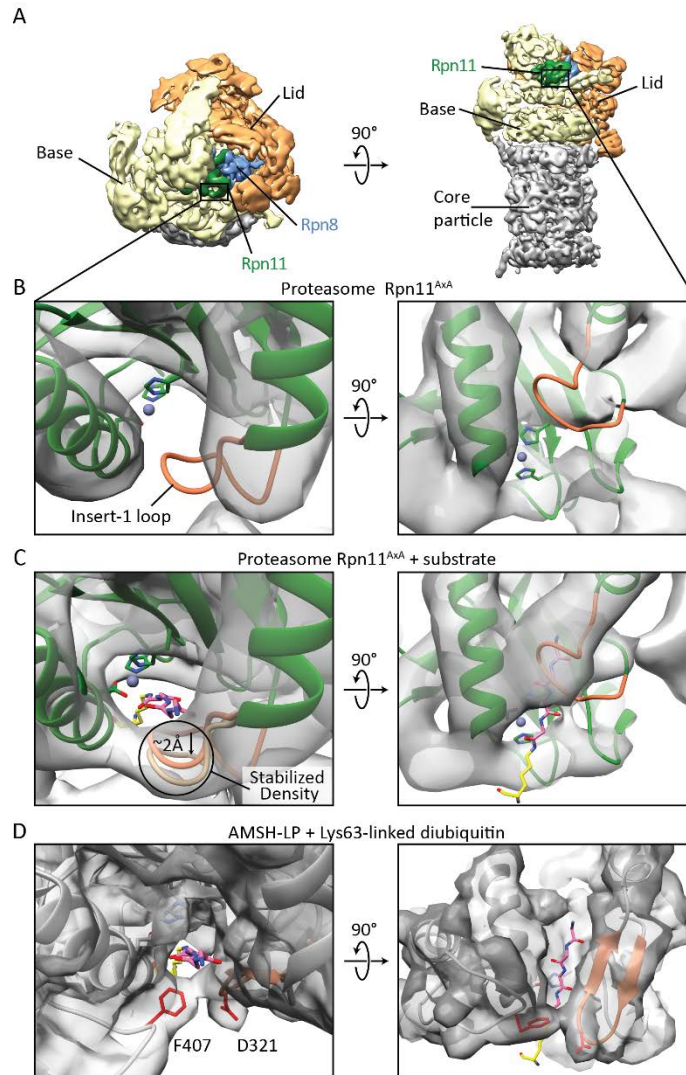 A
Lid
Base
90°
Rpn8
Rpn11
Rpn11
Lid
Base
Core
particle
B
Proteasome Rpn11AxA
Insert-1 loop
90°
C
Proteasome Rpn11AxA + substrate
~2Å↓
Stabilized
Density
90°
D
AMSH-LP + Lys63-linked diubiquitin
F407
D321
90°